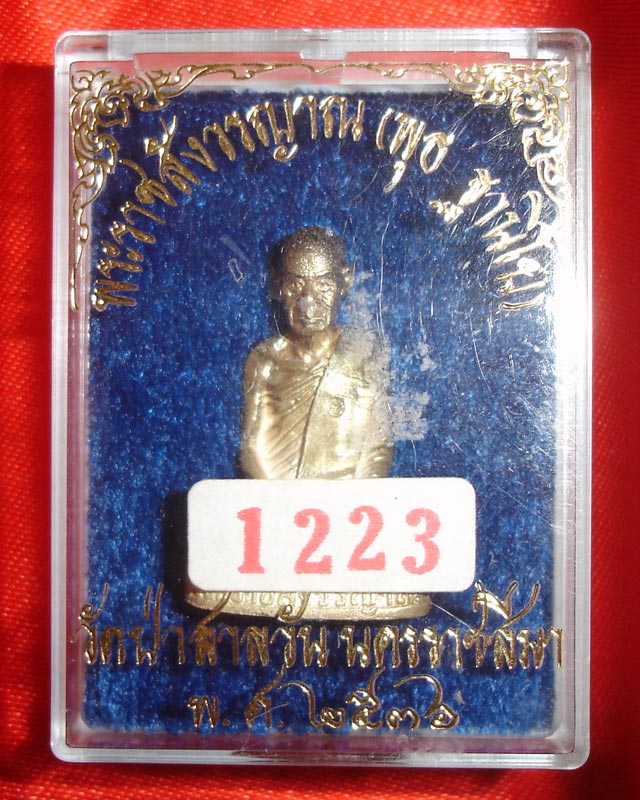 พระราชสังวรญาณ (พุธ ฐานิโย)
1223
วัดป่าสาลวัน นครราชสีมา
พ.ศ. ๒๕๓๖